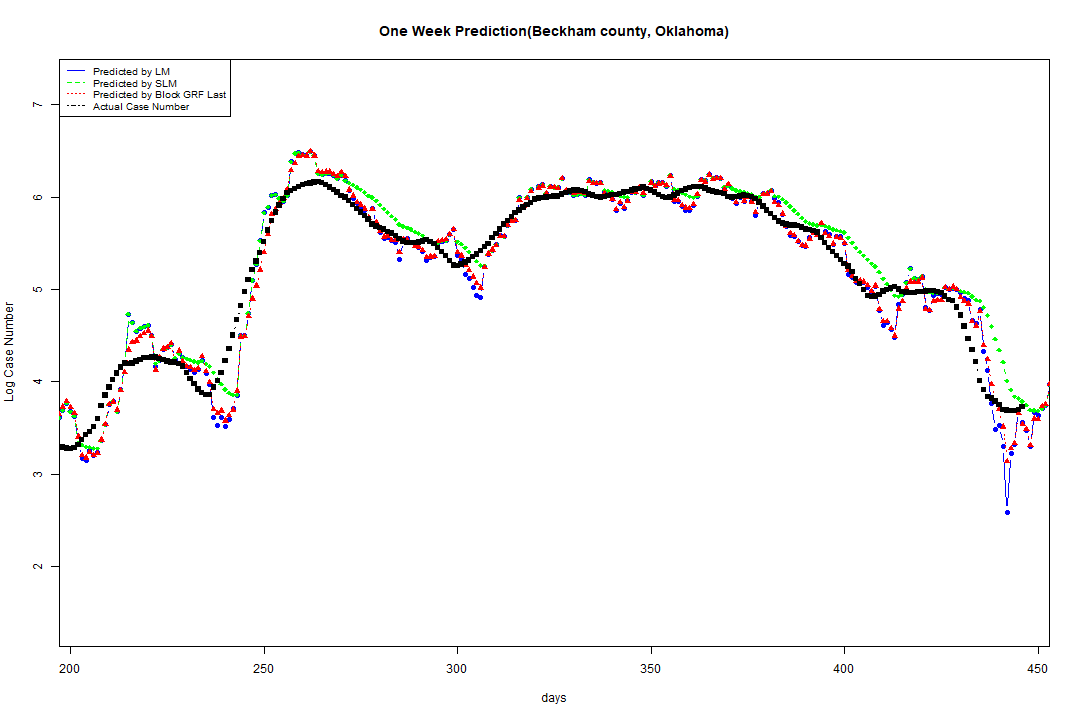 One Week Prediction(Beckham county, Oklahoma)
Predicted by LM
Predicted by SLM
Predicted by Block GRF Last
Actual Case Number
7
6
5
4
3
2
Log Case Number
200 250 300 350 400 450
days